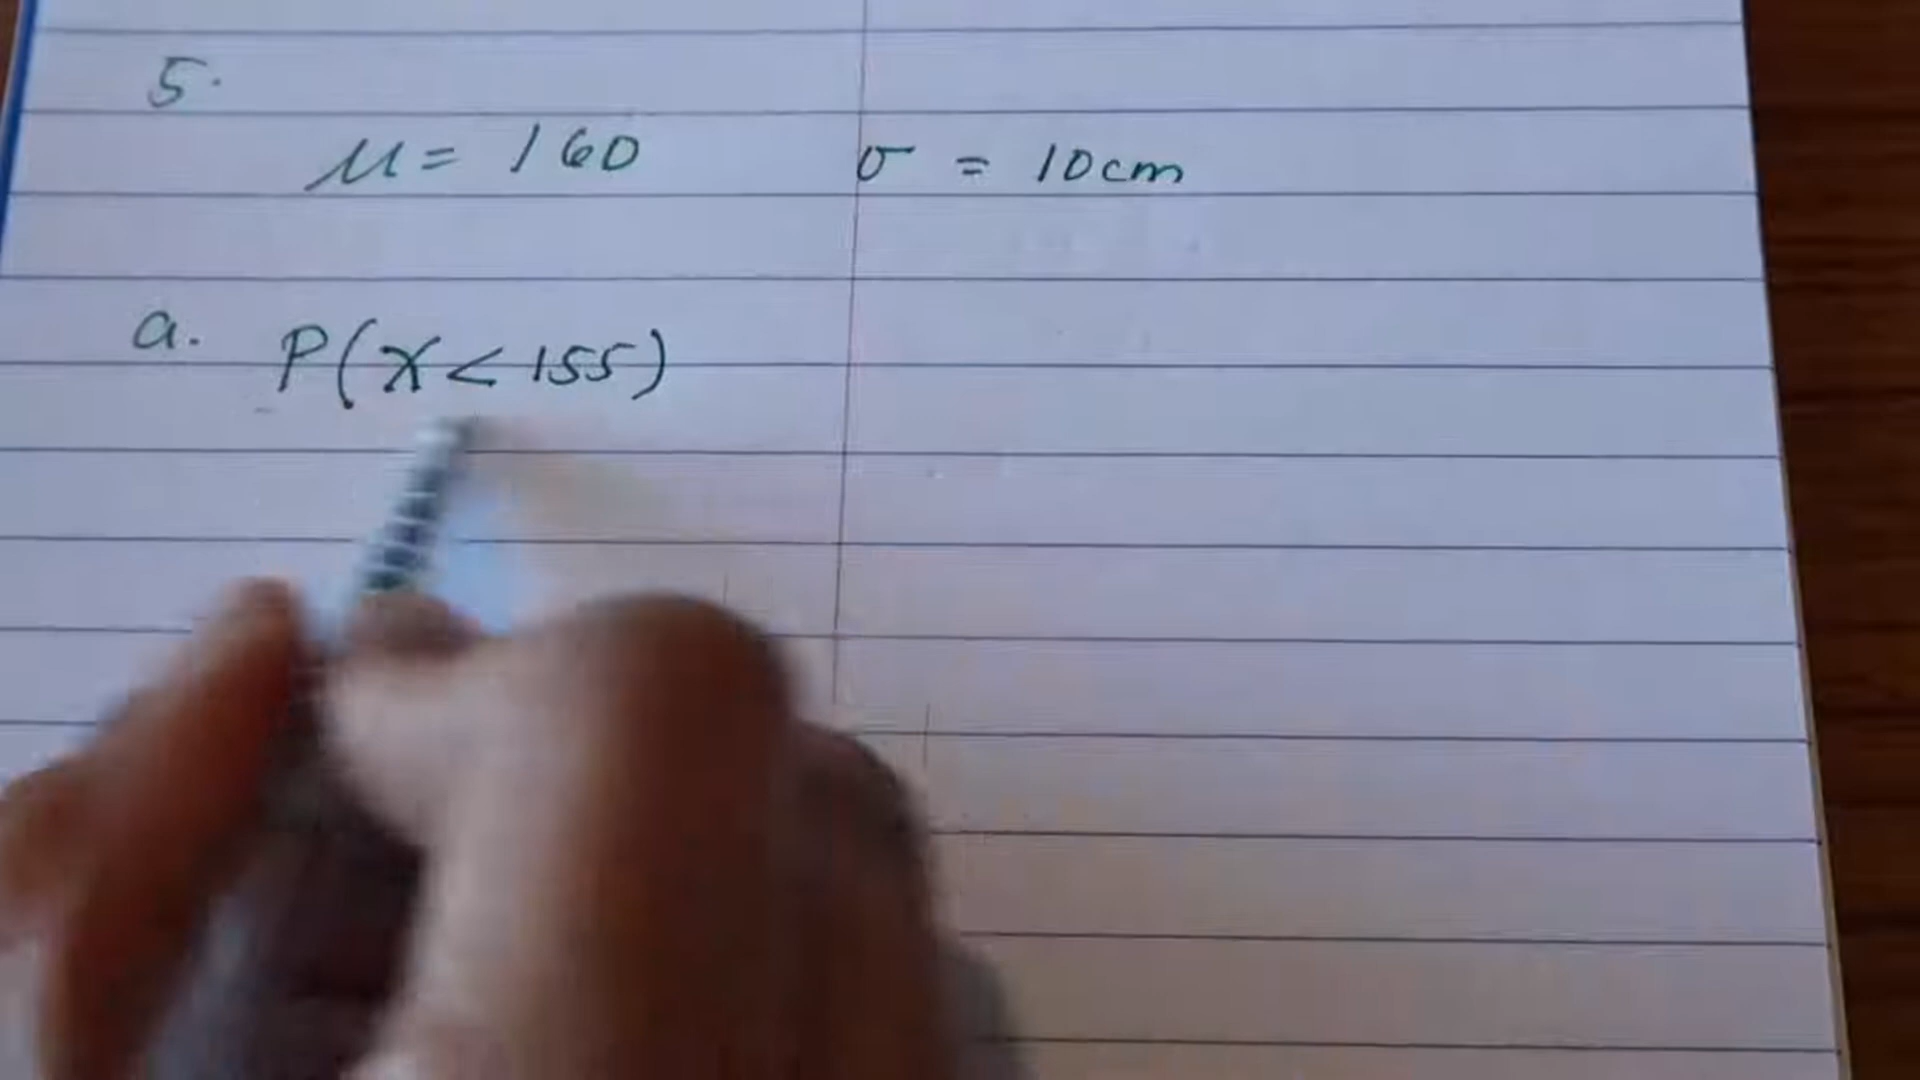 5.
μ = 160 σ = 10cm
a. P(X < 155)